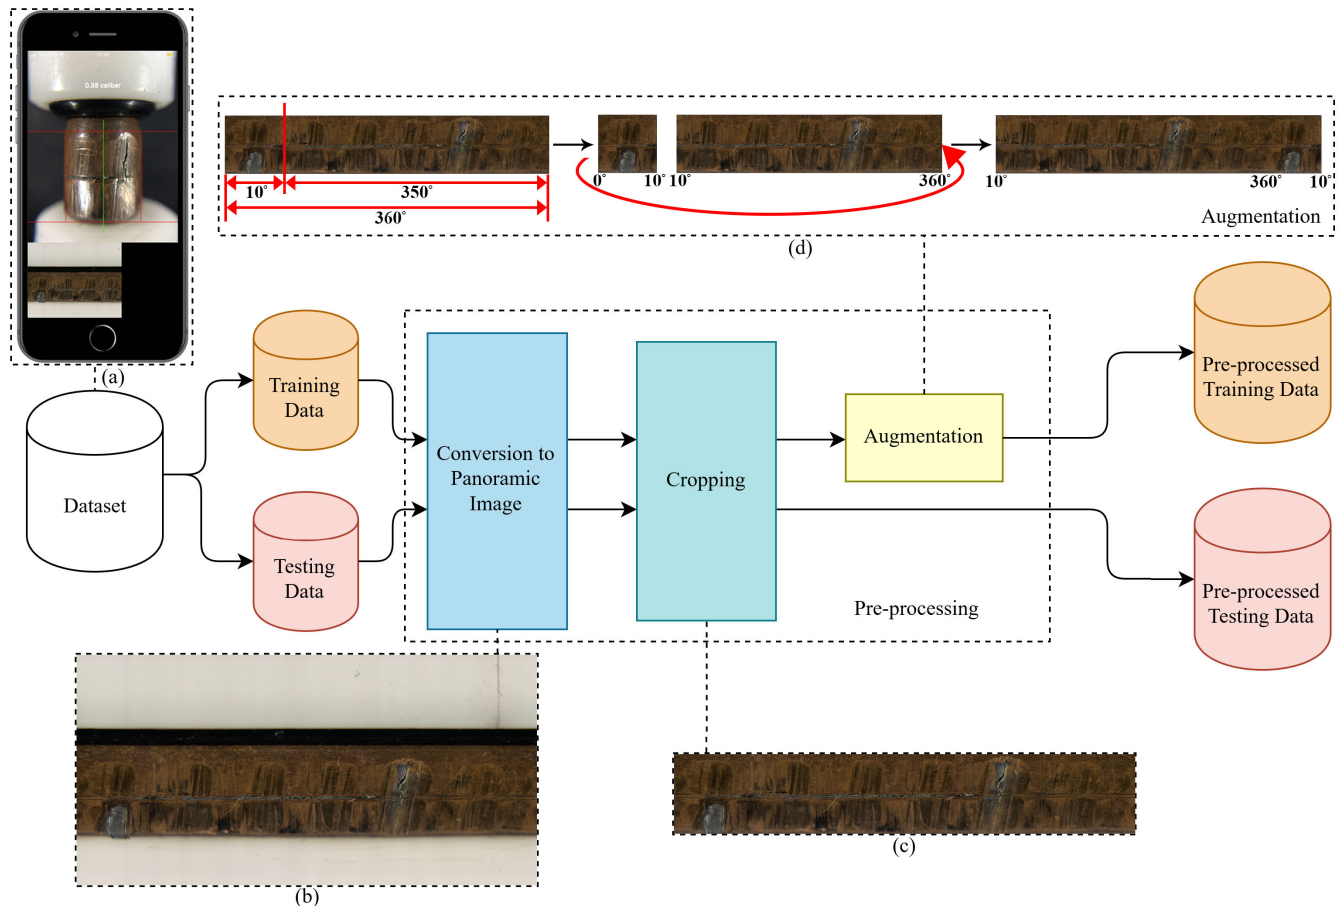 0.38 caliber
(a)
10°
350°
360°
0°
10°
10°
360°
10°
360°
10°
Augmentation
(d)
Dataset
Training
Data
Testing
Data
Conversion to
Panoramic
Image
Cropping
Augmentation
Pre-processing
Pre-processed
Training Data
Pre-processed
Testing Data
(b)
(c)